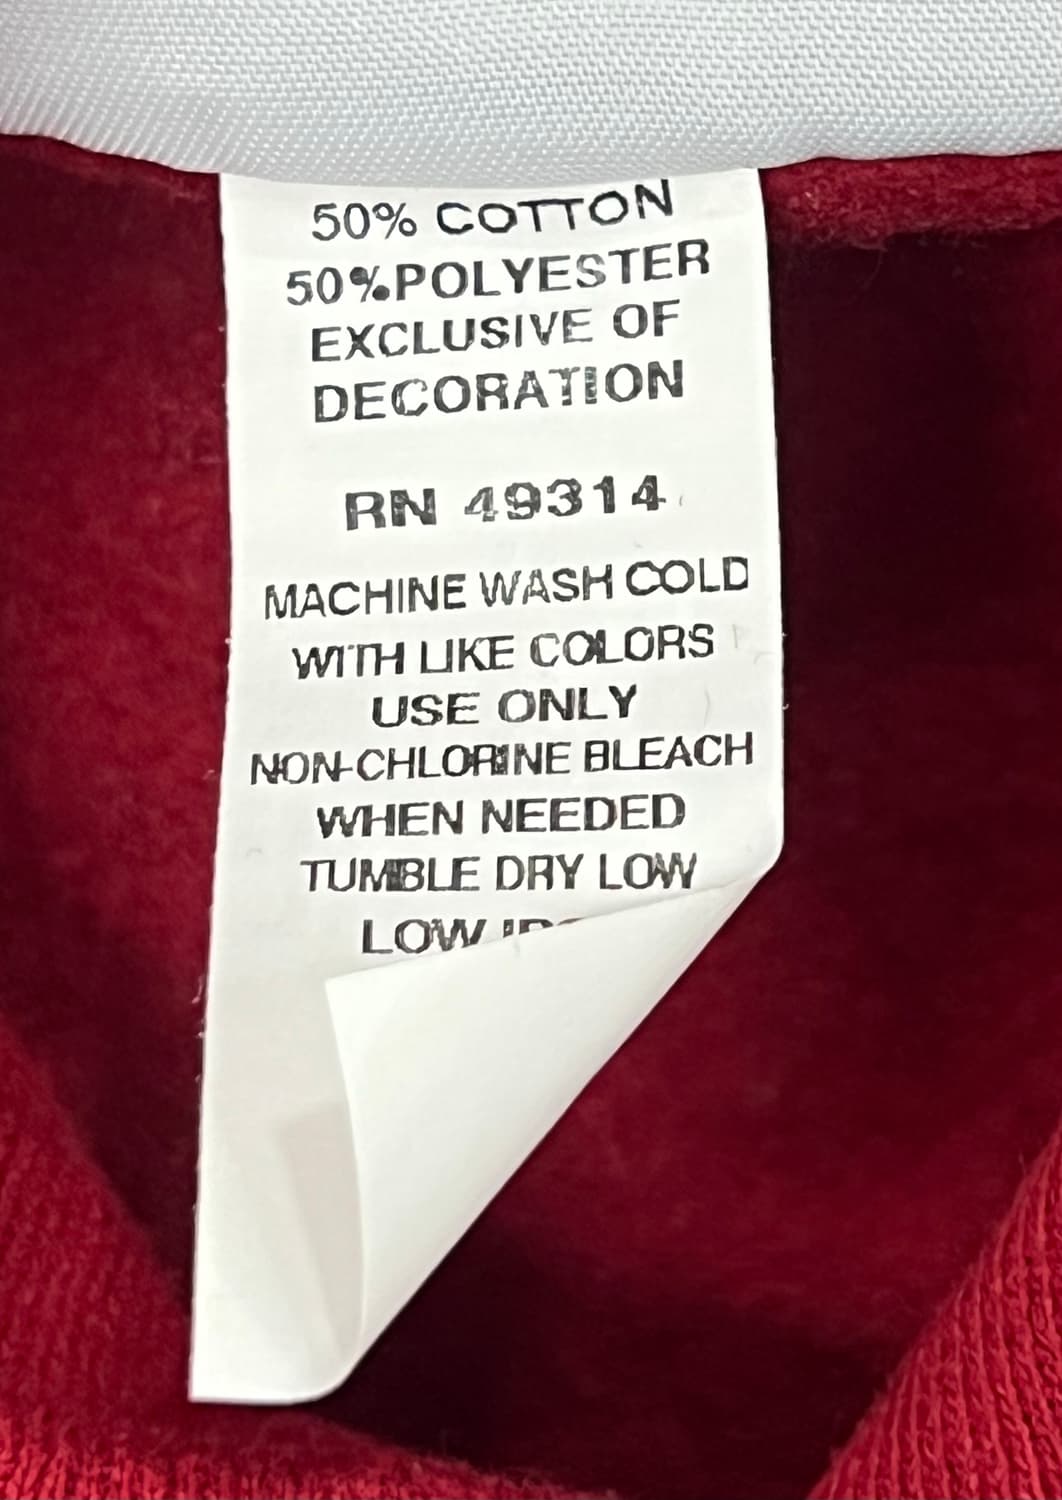 50% COTTON
50%POLYESTER
EXCLUSIVE OF
DECORATION
RN 49314
MACHINE WASH COLD
WITH LIKE COLORS
USE ONLY
NON-CHLORINE BLEACH
WHEN NEEDED
TUMBLE DRY LOW
LOW